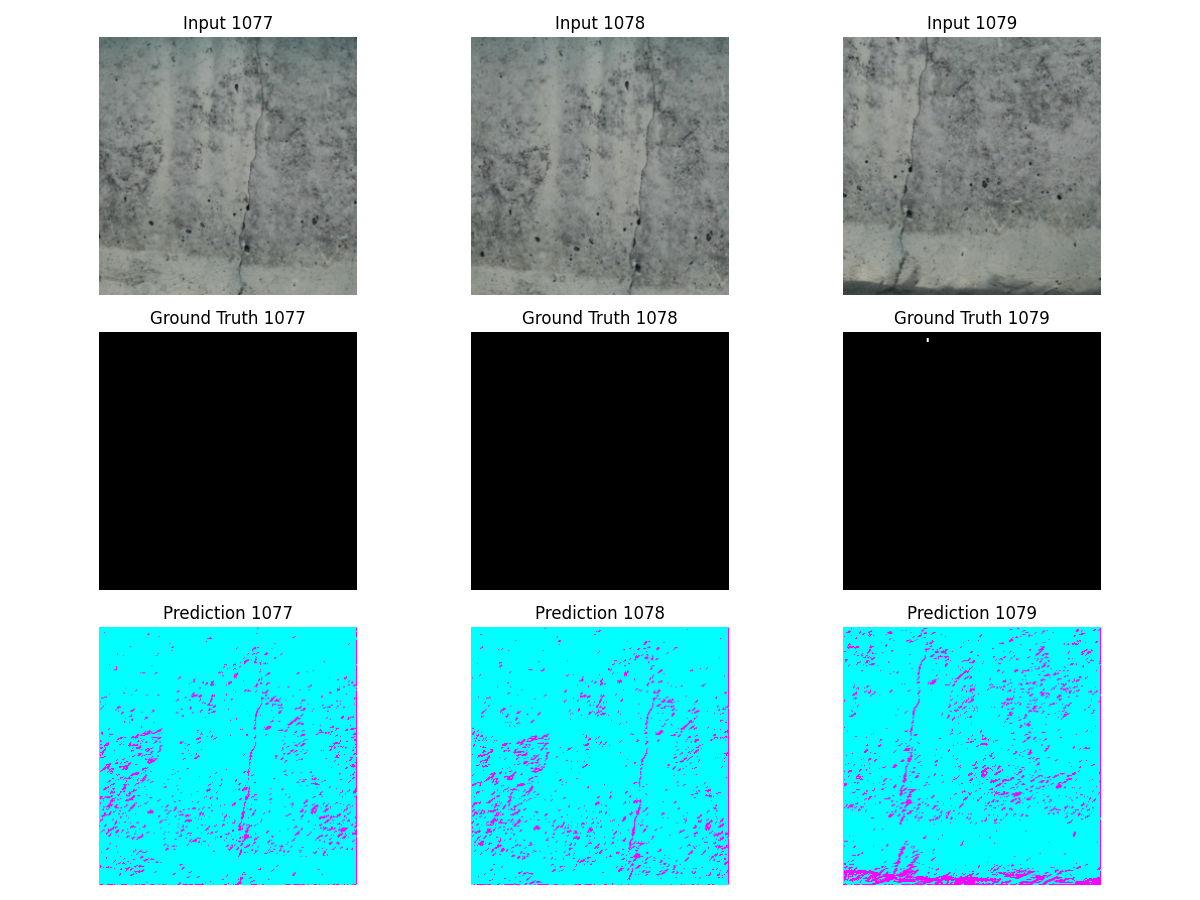 Input 1077
Input 1078
Input 1079
Ground Truth 1077
Ground Truth 1078
Ground Truth 1079
Prediction 1077
Prediction 1078
Prediction 1079